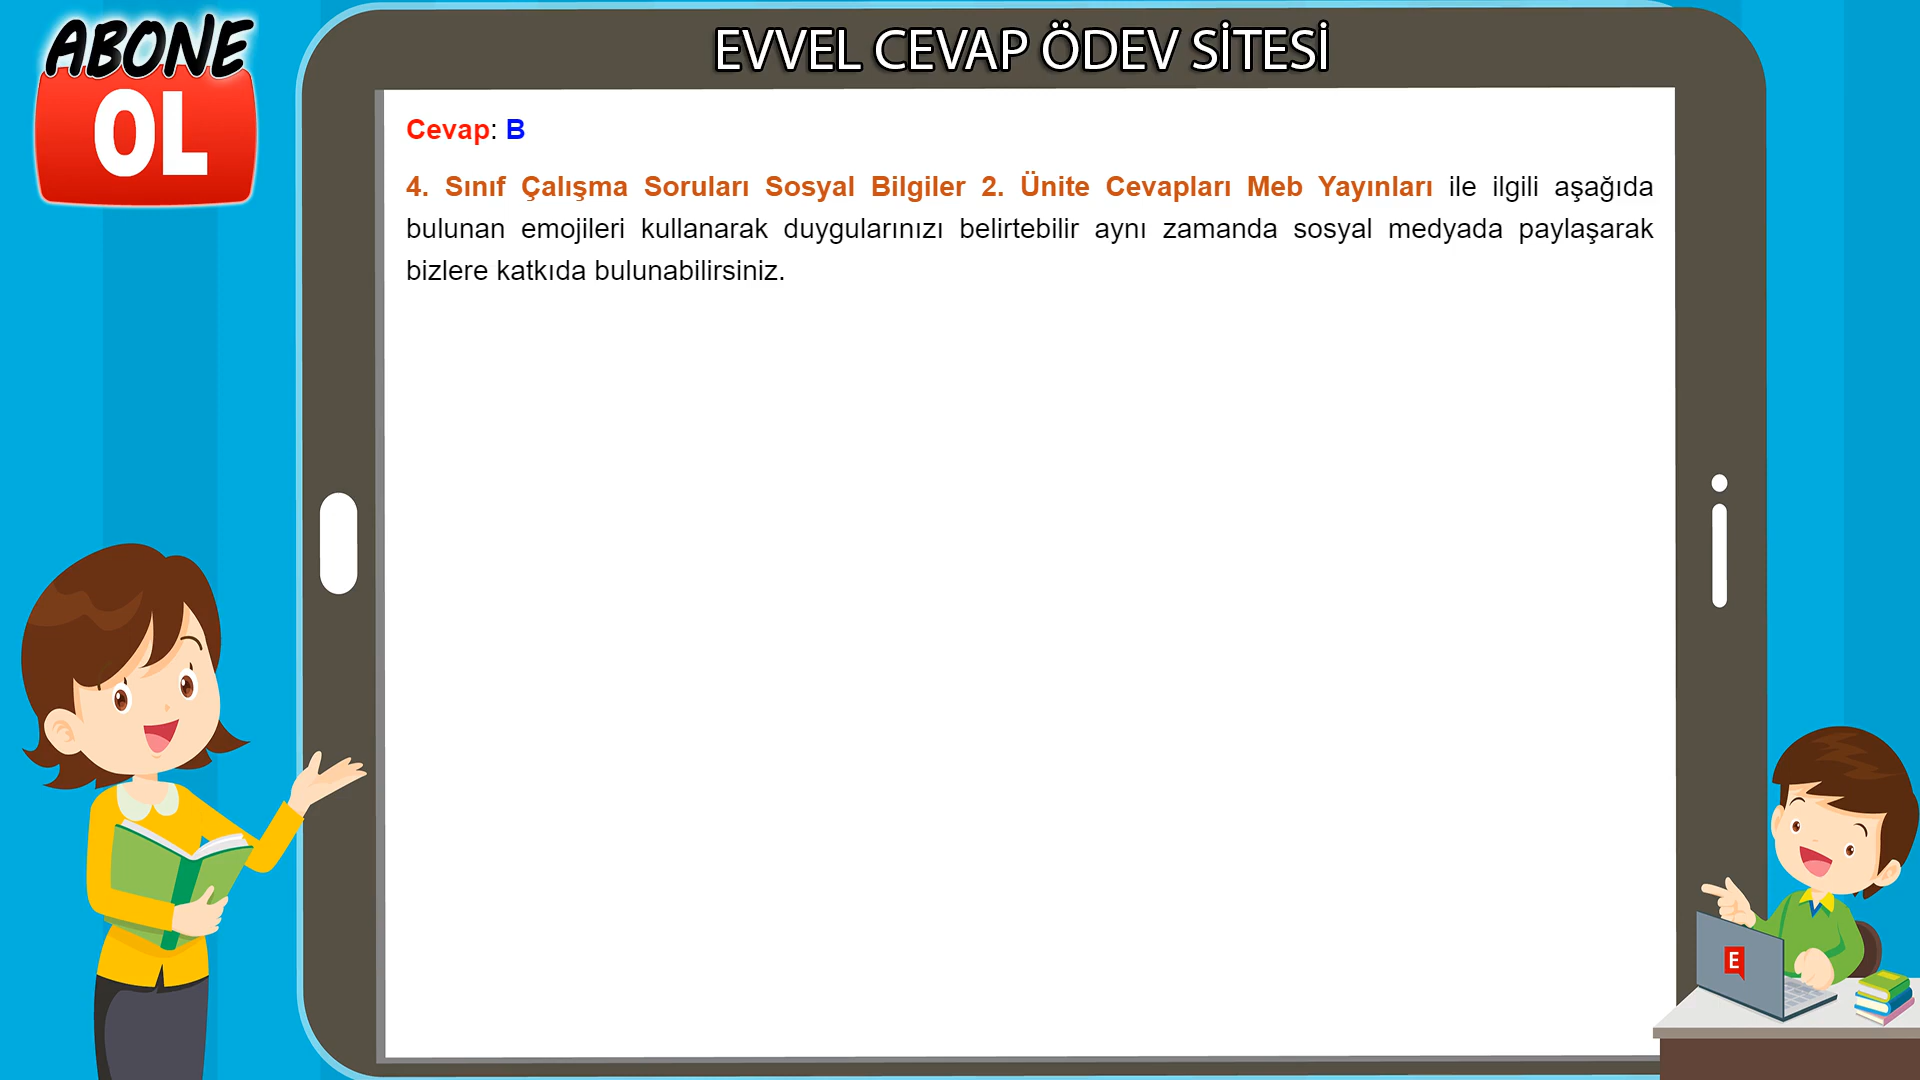 ABONE
OL
EVVEL CEVAP ÖDEV SİTESİ
Cevap: B
4. Sınıf Çalışma Soruları Sosyal Bilgiler 2. Ünite Cevapları Meb Yayınları ile ilgili aşağıda
bulunan emojileri kullanarak duygularınızı belirtebilir aynı zamanda sosyal medyada paylaşarak
bizlere katkıda bulunabilirsiniz.
E